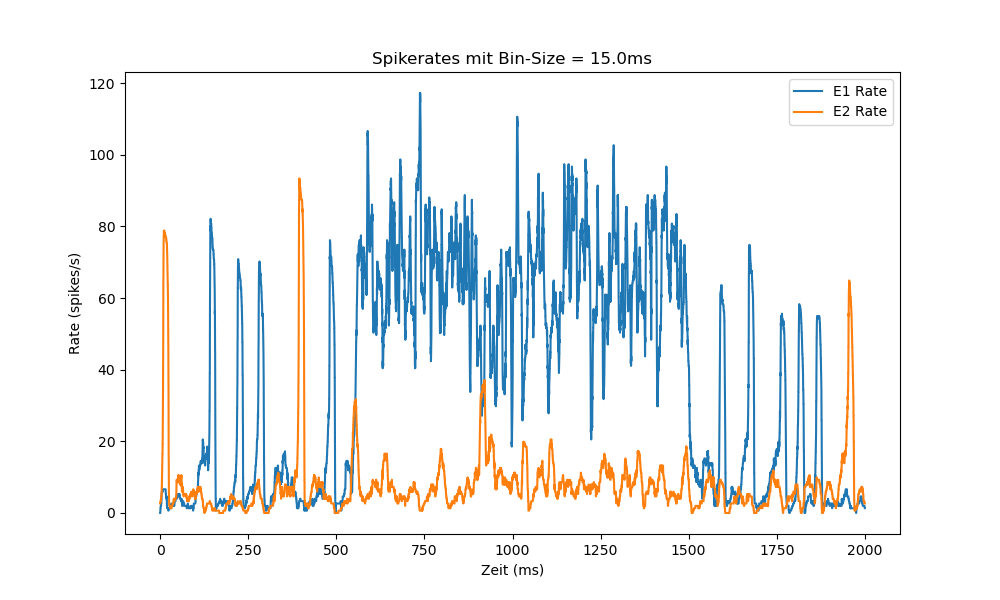 Spikerates mit Bin-Size = 15.0ms
E1 Rate
E2 Rate
120
100
80
60
40
20
0
Rate (spikes/s)
0 250 500 750 1000 1250 1500 1750 2000
Zeit (ms)